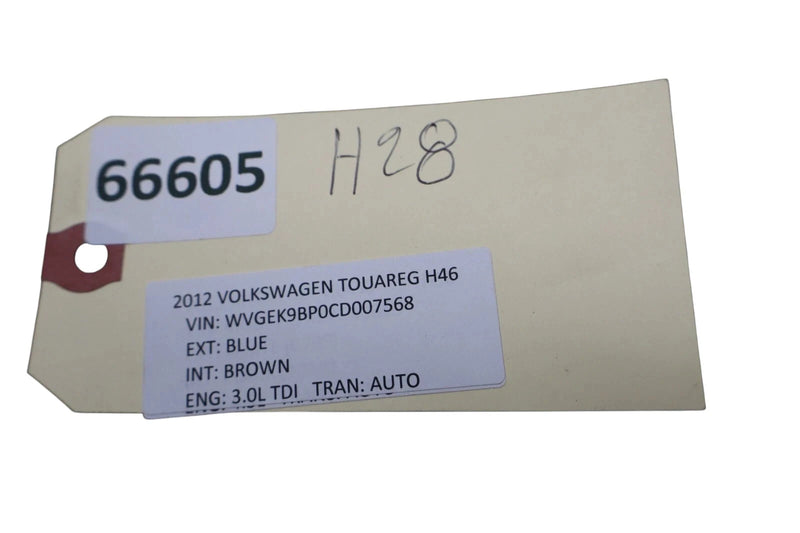 66605 H28
2012 VOLKSWAGEN TOUAREG H46
VIN: WVGEK9BP0CD007568
EXT: BLUE
INT: BROWN
ENG: 3.0L TDI TRAN: AUTO